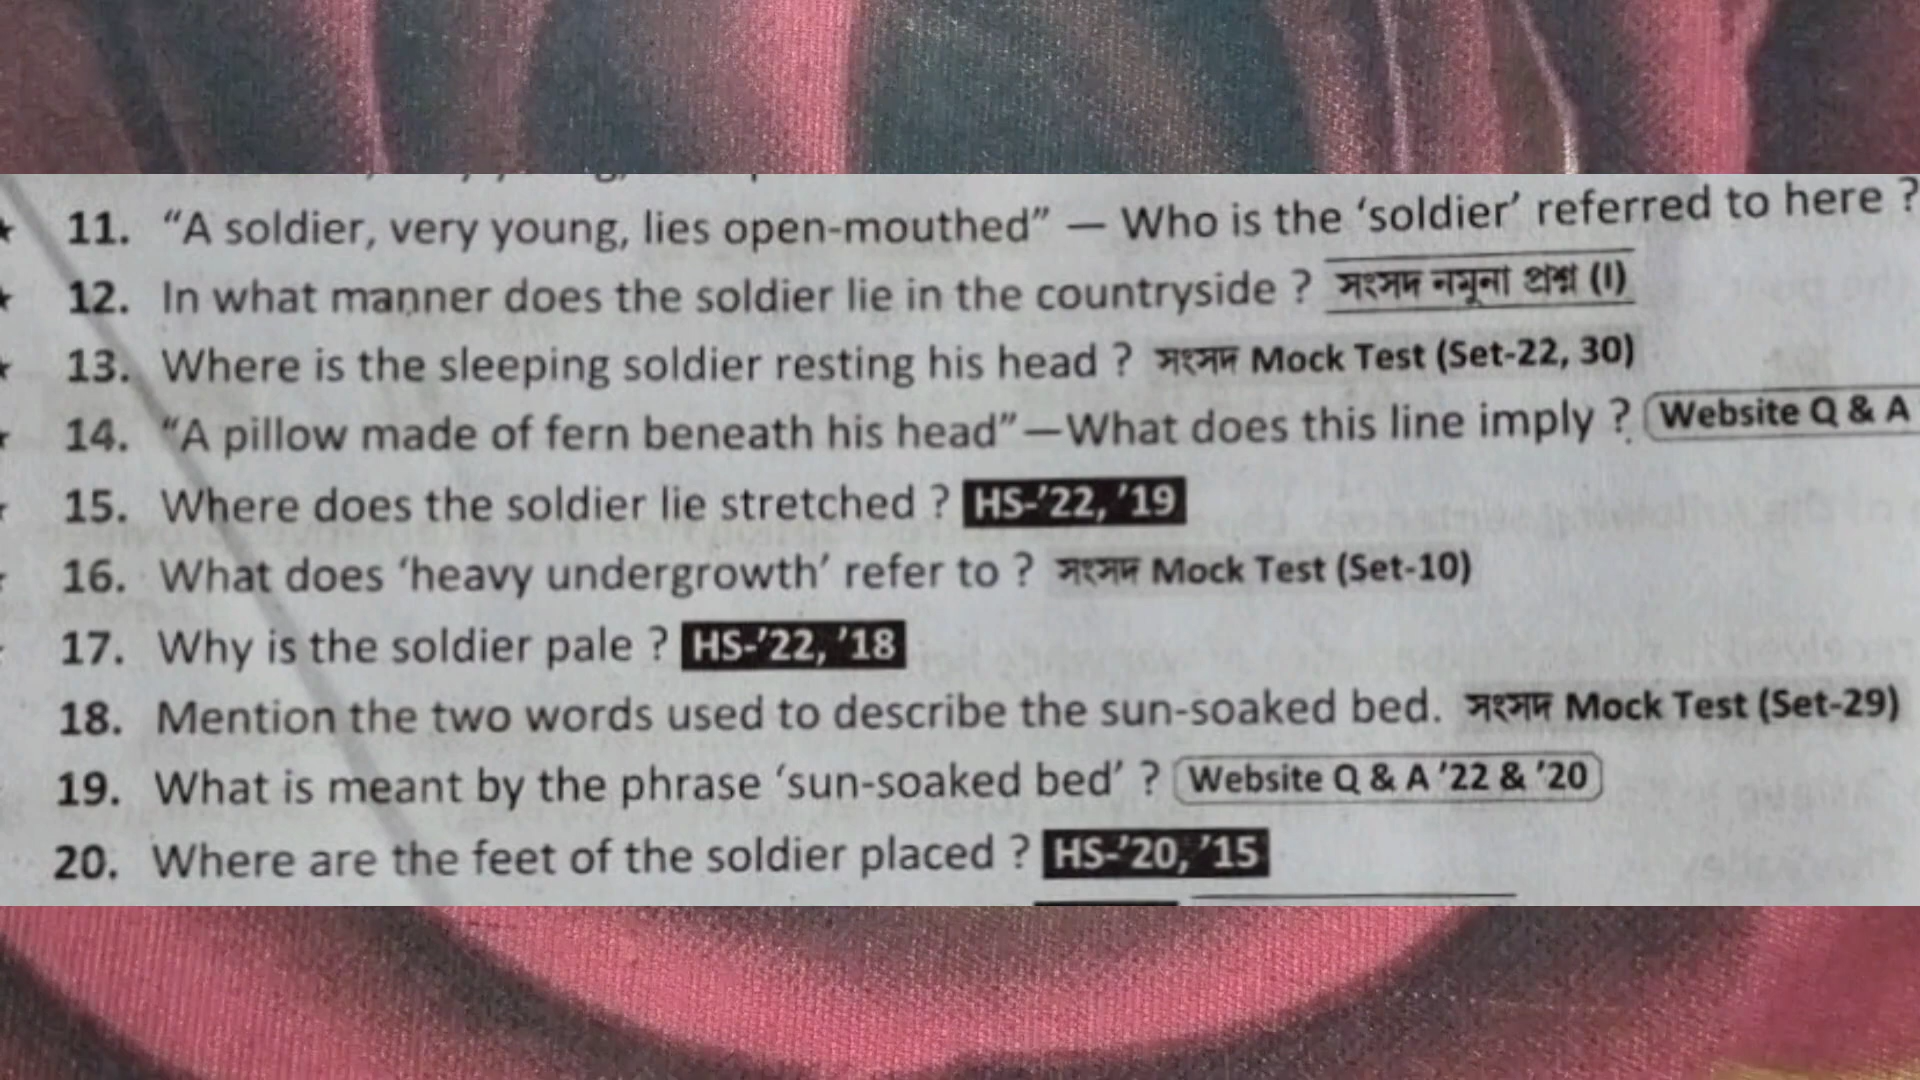 11. “A soldier, very young, lies open-mouthed” — Who is the ‘soldier’ referred to here ?
12. In what manner does the soldier lie in the countryside ? সংসদ নমুনা প্রশ্ন (I)
13. Where is the sleeping soldier resting his head ? সংসদ Mock Test (Set-22, 30)
14. “A pillow made of fern beneath his head”—What does this line imply ? Website Q & A
15. Where does the soldier lie stretched ? HS-’22, ’19
16. What does ‘heavy undergrowth’ refer to ? সংসদ Mock Test (Set-10)
17. Why is the soldier pale ? HS-’22, ’18
18. Mention the two words used to describe the sun-soaked bed. সংসদ Mock Test (Set-29)
19. What is meant by the phrase ‘sun-soaked bed’ ? Website Q & A ’22 & ’20
20. Where are the feet of the soldier placed ? HS-’20, ’15